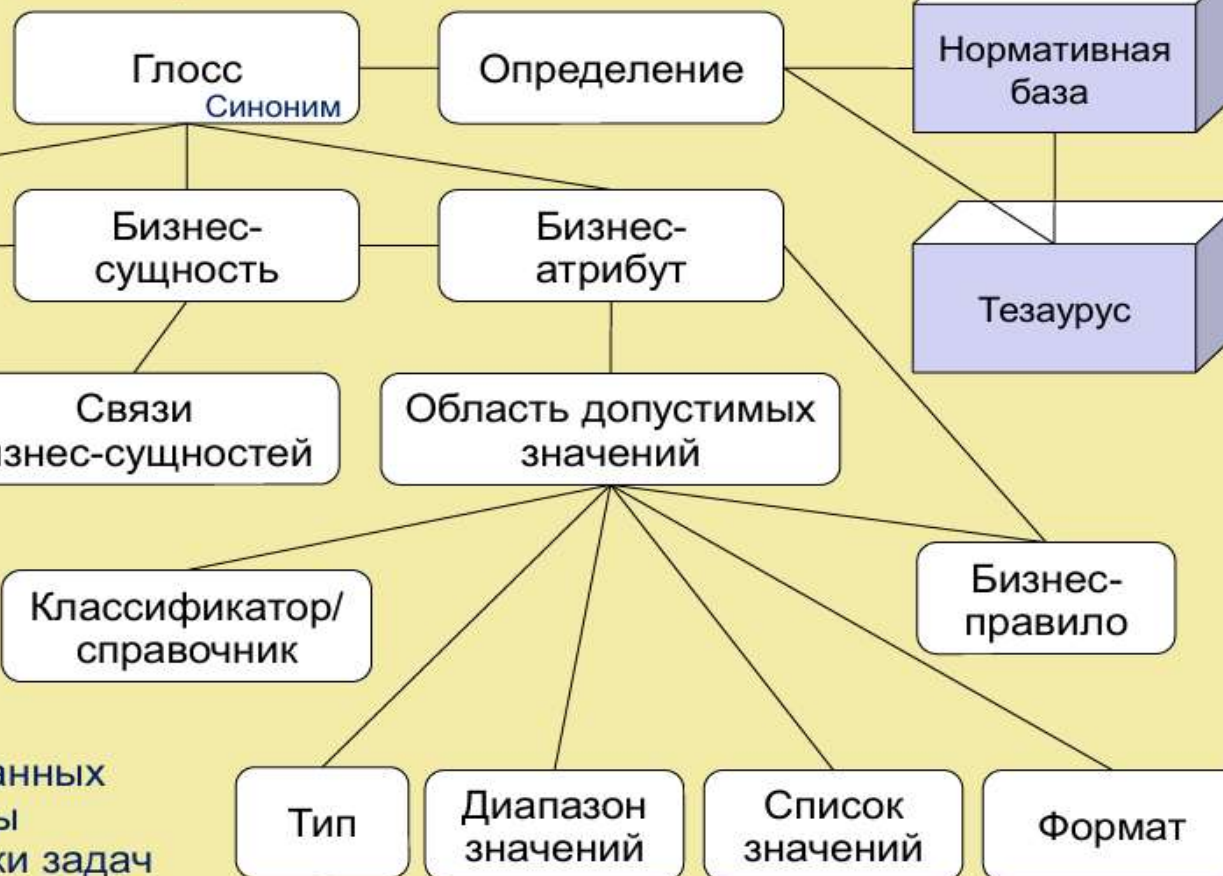 Глосс
Синоним
Определение
Нормативная
база
Бизнес-
сущность
Бизнес-
атрибут
Тезаурус
Связи
знес-сущностей
Область допустимых
значений
Классификатор/
справочник
Бизнес-
правило
анных
ы
ки задач
Тип
Диапазон
значений
Список
значений
Формат